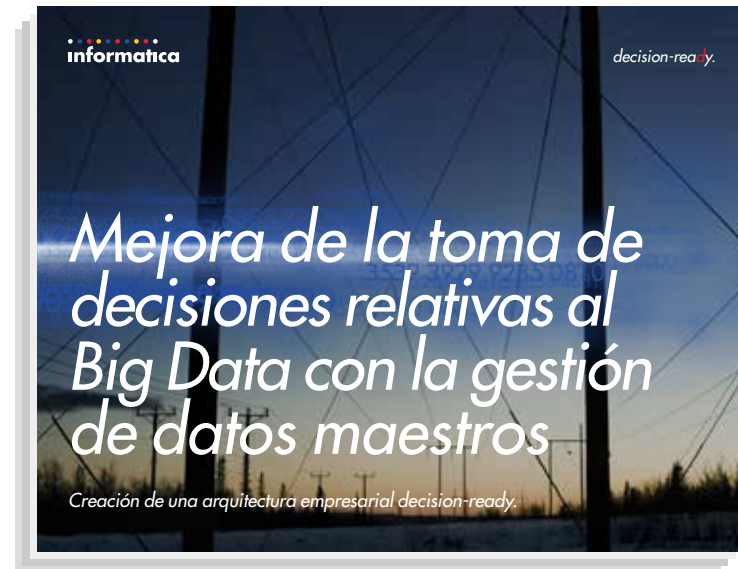 informatica
decision-ready.
Mejora de la toma de
decisiones relativas al
Big Data con la gestión
de datos maestros
Creación de una arquitectura empresarial decision-ready.